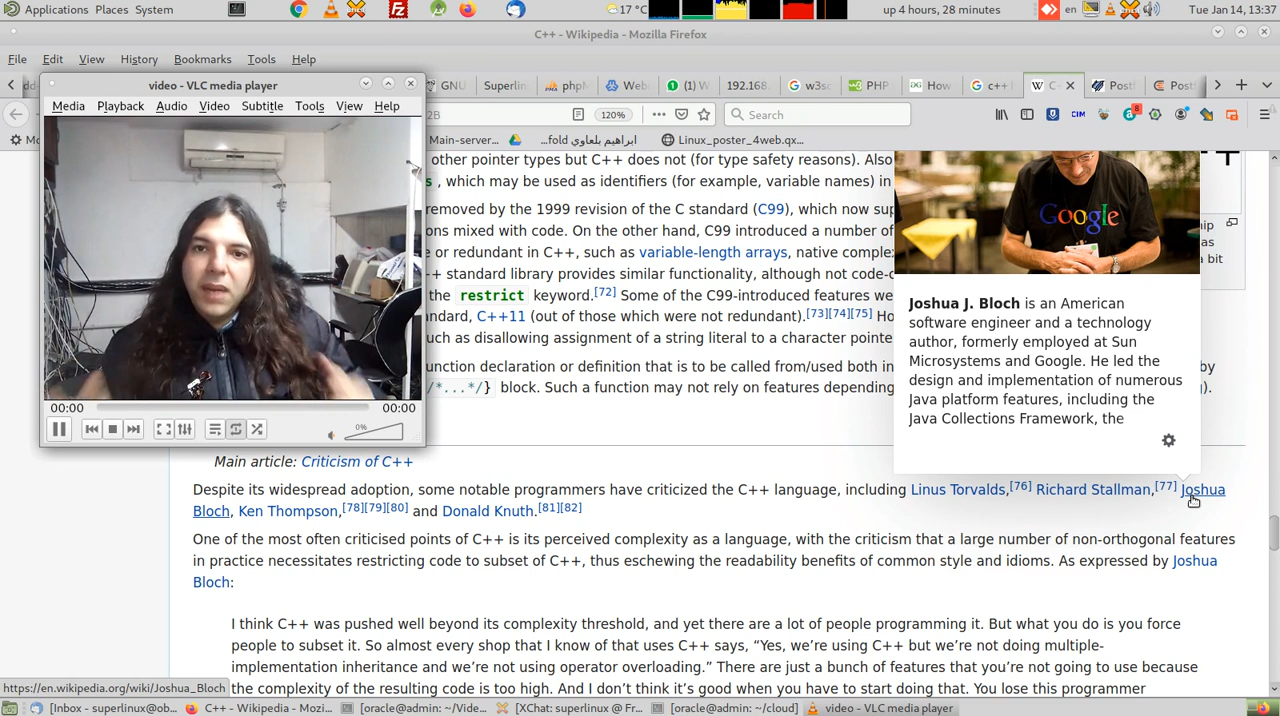 Applications Places System
17 °C
up 4 hours, 28 minutes
en
Tue Jan 14, 13:37
C++ - Wikipedia - Mozilla Firefox
File Edit View History Bookmarks Tools Help
GNU
Superlin
phpM
Web
(1) W
192.168.
w3sc
PHP
How
c++ l
C-
Post
Post
2B
120%
Search
CIM
8
Main-server...
ابراهيم بلعاوي fold...
Linux_poster_4web.qx...
video - VLC media player
Media Playback Audio Video Subtitle Tools View Help
00:00
00:00
0%
other pointer types but C++ does not (for type safety reasons). Also
s , which may be used as identifiers (for example, variable names) in
removed by the 1999 revision of the C standard (C99), which now sup
ons mixed with code. On the other hand, C99 introduced a number of
e or redundant in C++, such as variable-length arrays, native comple
++ standard library provides similar functionality, although not code-c
the restrict keyword.[72] Some of the C99-introduced features we
andard, C++11 (out of those which were not redundant).[73][74][75] Ho
uch as disallowing assignment of a string literal to a character pointe
unction declaration or definition that is to be called from/used both in
by
/*...*/} block. Such a function may not rely on features depending
).
Google
Joshua J. Bloch is an American
software engineer and a technology
author, formerly employed at Sun
Microsystems and Google. He led the
design and implementation of numerous
Java platform features, including the
Java Collections Framework, the
++
hip
as
a bit
Main article: Criticism of C++
Despite its widespread adoption, some notable programmers have criticized the C++ language, including Linus Torvalds,[76] Richard Stallman,[77] Joshua
Bloch, Ken Thompson,[78][79][80] and Donald Knuth.[81][82]
One of the most often criticised points of C++ is its perceived complexity as a language, with the criticism that a large number of non-orthogonal features
in practice necessitates restricting code to subset of C++, thus eschewing the readability benefits of common style and idioms. As expressed by Joshua
Bloch:
I think C++ was pushed well beyond its complexity threshold, and yet there are a lot of people programming it. But what you do is you force
people to subset it. So almost every shop that I know of that uses C++ says, “Yes, we’re using C++ but we’re not doing multiple-
implementation inheritance and we’re not using operator overloading.” There are just a bunch of features that you’re not going to use because
the complexity of the resulting code is too high. And I don’t think it’s good when you have to start doing that. You lose this programmer
https://en.wikipedia.org/wiki/Joshua_Bloch
[Inbox - superlinux@ob...
C++ - Wikipedia - Mozi...
[oracle@admin: ~/Vide...
[XChat: superlinux @ Fr...
[oracle@admin: ~/cloud]
video - VLC media player